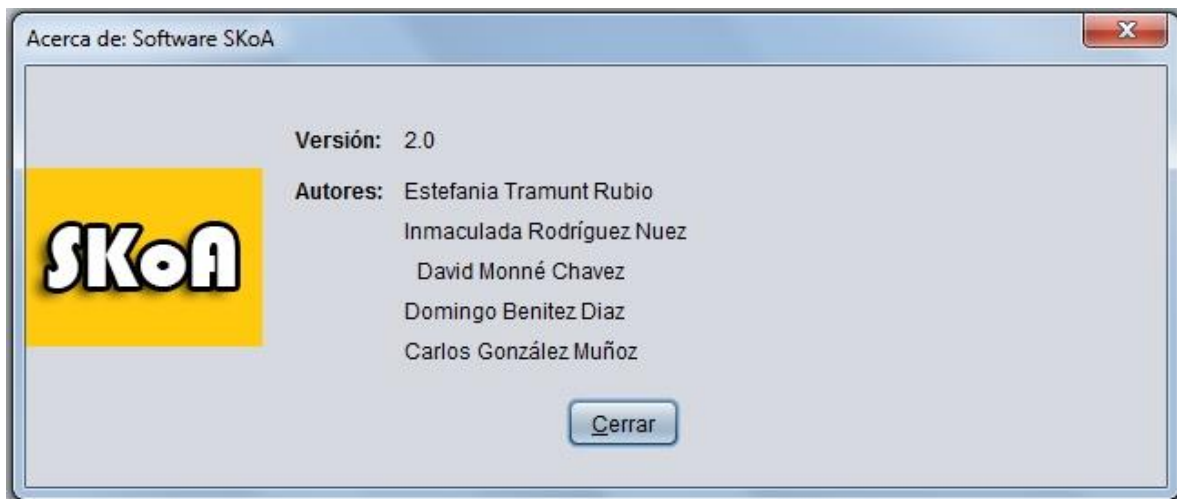 Acerca de: Software SKoA
Versión: 2.0
SKoA
Autores: Estefania Tramunt Rubio
Inmaculada Rodríguez Nuez
David Monné Chavez
Domingo Benitez Diaz
Carlos González Muñoz
Cerrar